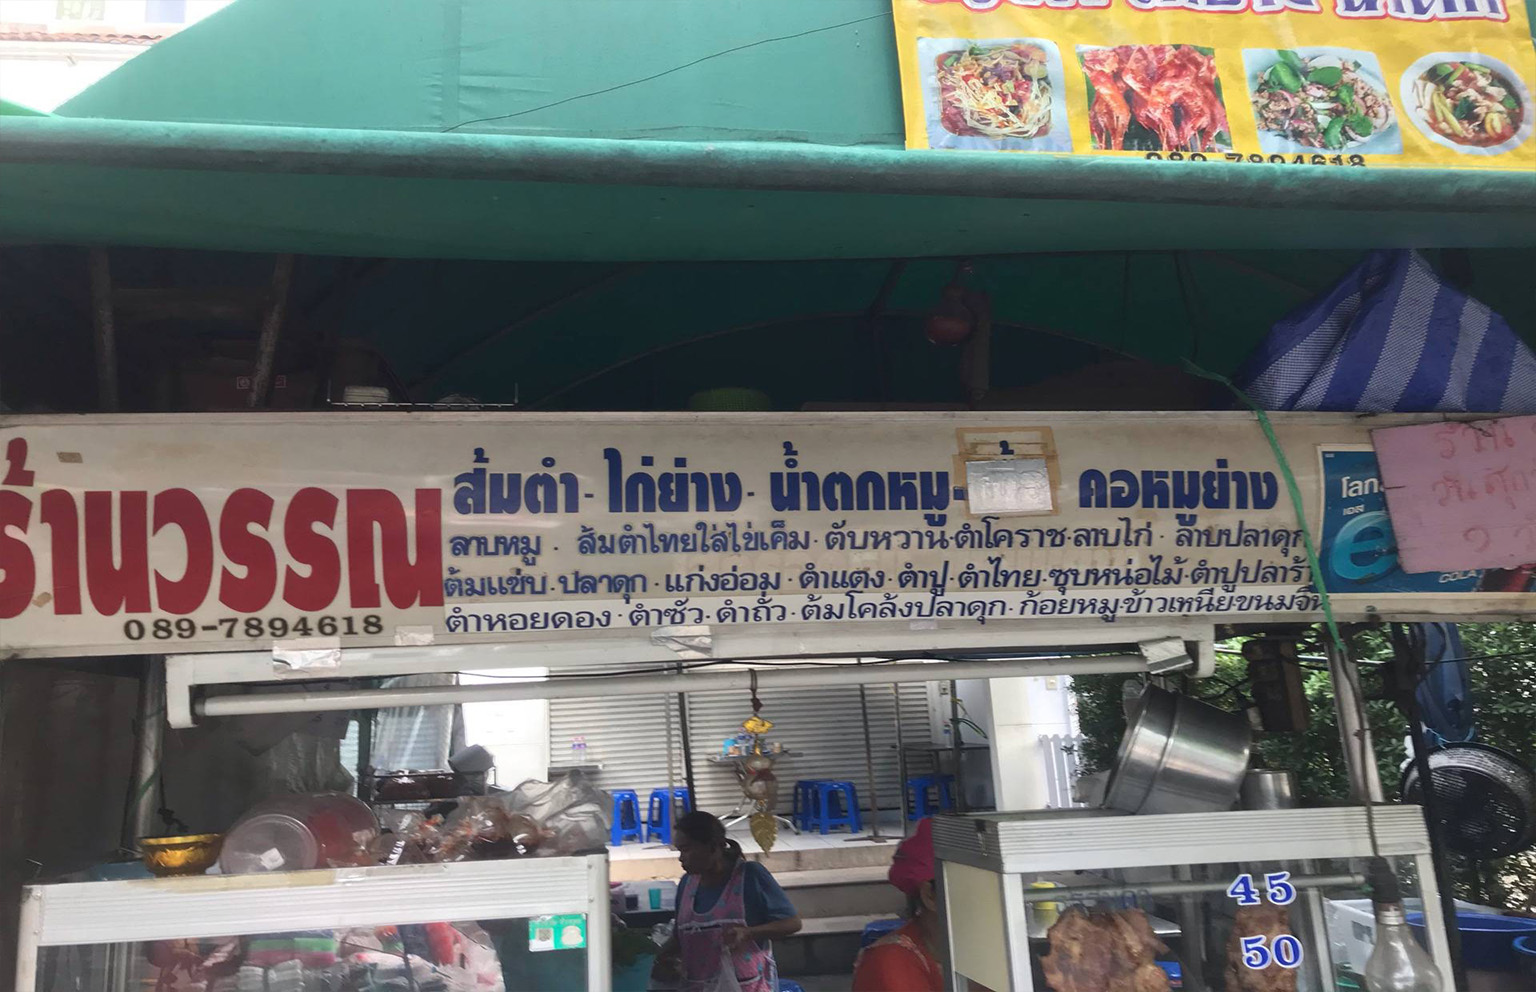 089-7894618
ร้านวรรณ
089-7894618
ส้มตำ - ไก่ย่าง - น้ำตกหมู - คอหมูย่าง
ลาบหมู · ส้มตำไทยใส่ไข่เค็ม · ตับหวาน · ตำโคราช · ลาบไก่ · ลาบปลาดุก
ต้มแซ่บ · ปลาดุก · แกงอ่อม · ตำแตง · ตำปู · ตำไทย · ซุบหน่อไม้ · ตำปูปลาร้า
ตำหอยดอง · ตำซัว · ตำถั่ว · ต้มโคล้งปลาดุก · ก้อยหมู · ข้าวเหนียว ขนมจีน
e
COLA
45
50